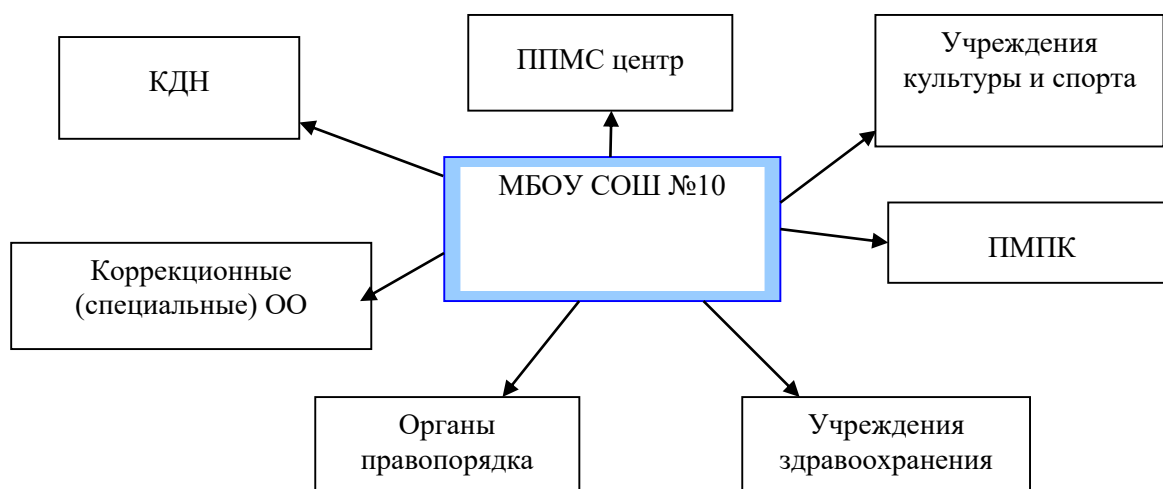 КДН
ППМС центр
Учреждения
культуры и спорта
МБОУ СОШ №10
ПМПК
Коррекционные
(специальные) ОО
Органы
правопорядка
Учреждения
здравоохранения